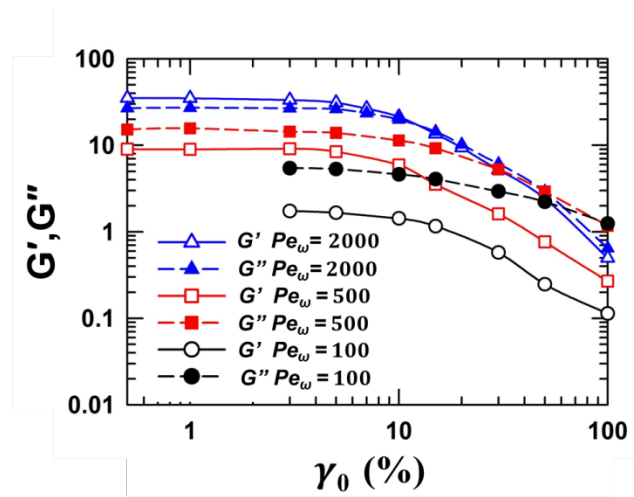 100
10
1
0.1
0.01
G′,G″
G′ Peω= 2000
G″ Peω= 2000
G′ Peω= 500
G″ Peω= 500
G′ Peω= 100
G″ Peω= 100
1 10 100
γ0 (%)